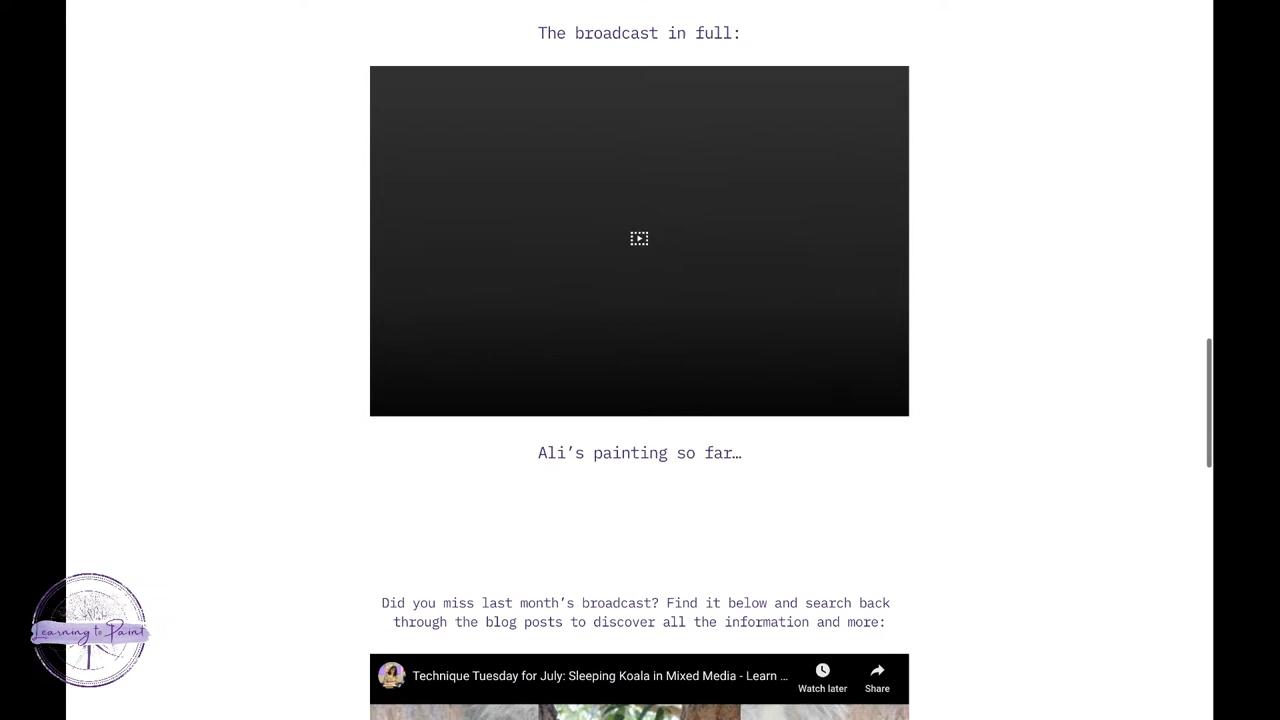 The broadcast in full:
Ali’s painting so far…
Did you miss last month’s broadcast? Find it below and search back
through the blog posts to discover all the information and more:
Technique Tuesday for July: Sleeping Koala in Mixed Media - Learn ...
Watch later
Share
Learning to Paint